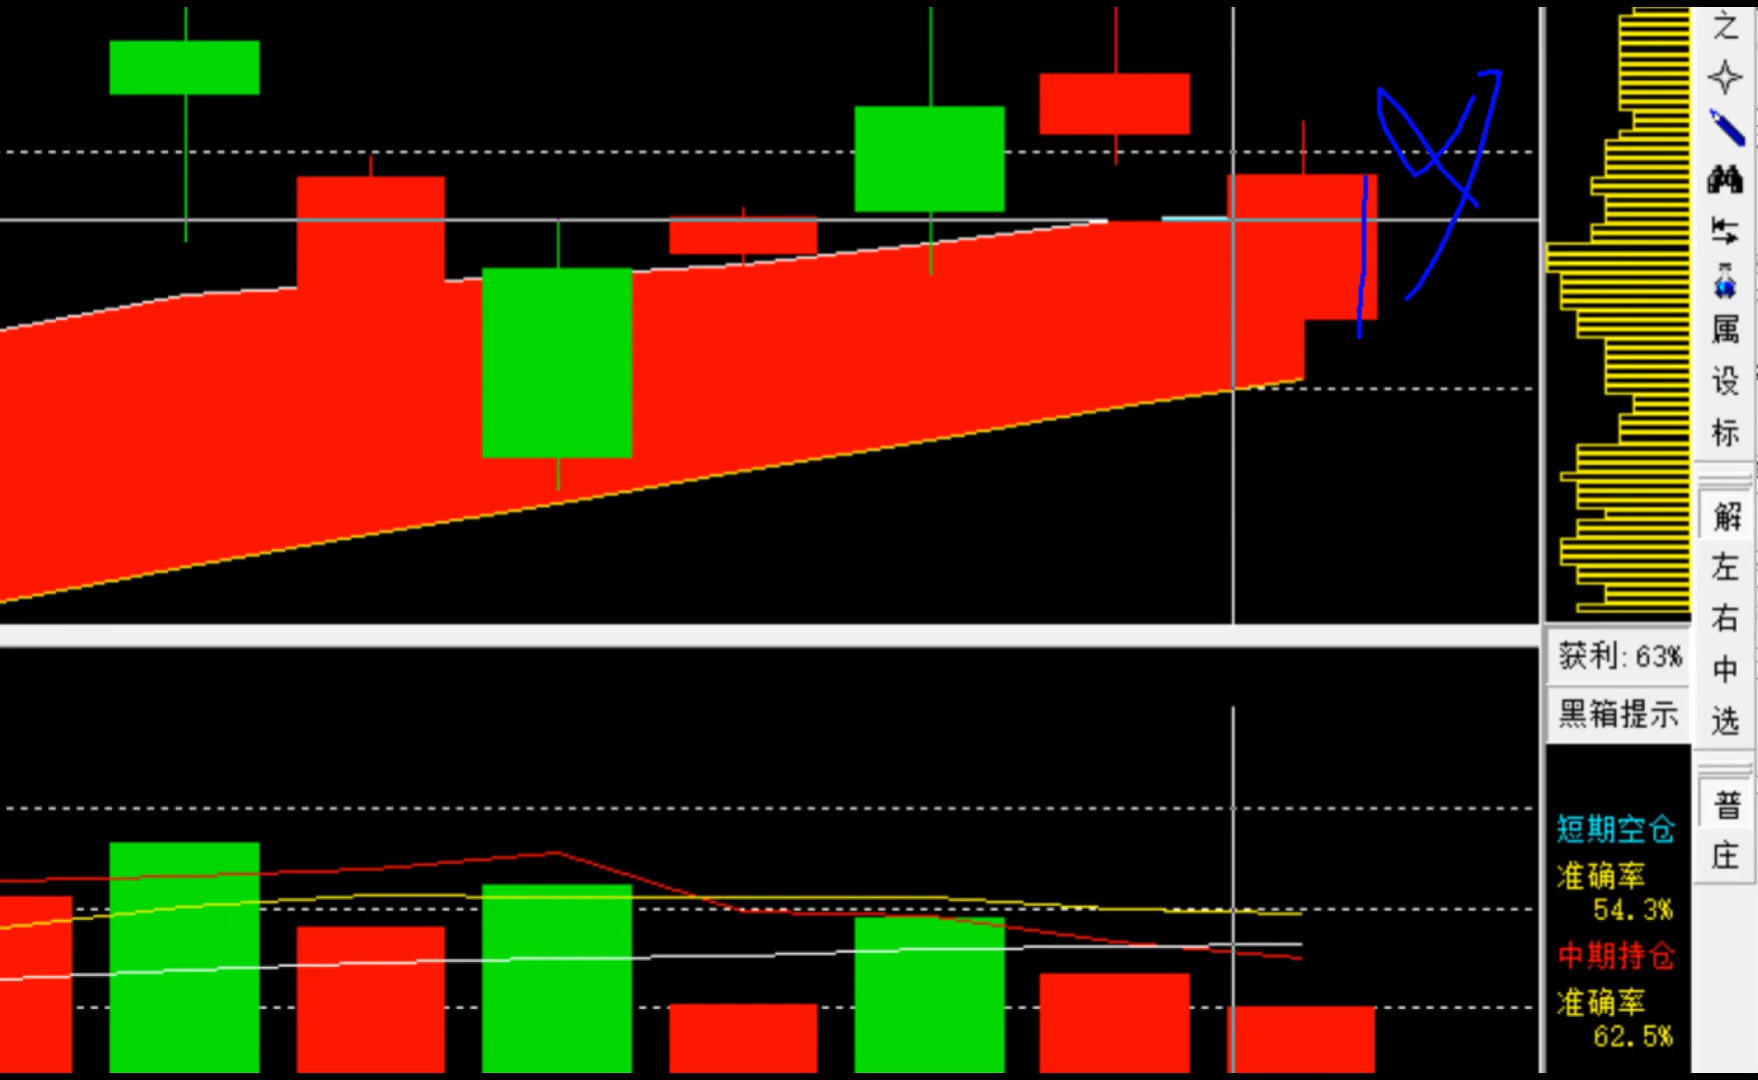 之
属
设
标
解
左
右
中
选
普
庄
获利: 63%
黑箱提示
短期空仓
准确率
54.3%
中期持仓
准确率
62.5%